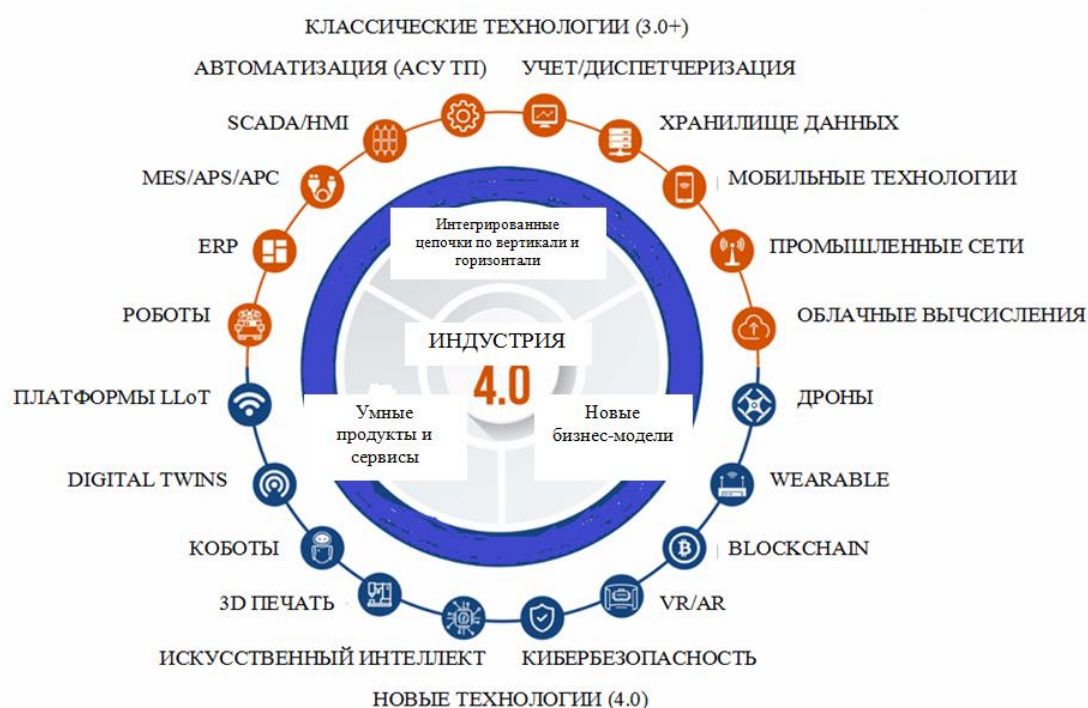 КЛАССИЧЕСКИЕ ТЕХНОЛОГИИ (3.0+)
АВТОМАТИЗАЦИЯ (АСУ ТП)
УЧЕТ/ДИСПЕТЧЕРИЗАЦИЯ
SCADA/HMI
ХРАНИЛИЩЕ ДАННЫХ
MES/APS/APC
МОБИЛЬНЫЕ ТЕХНОЛОГИИ
Интегрированные
цепочки по вертикали и
горизонтали
ERP
ПРОМЫШЛЕННЫЕ СЕТИ
РОБОТЫ
ОБЛАЧНЫЕ ВЫЧСИСЛЕНИЯ
ИНДУСТРИЯ
4.0
ПЛАТФОРМЫ LLoT
ДРОНЫ
Умные
продукты и
сервисы
Новые
бизнес-модели
DIGITAL TWINS
WEARABLE
КОБОТЫ
BLOCKCHAIN
3D ПЕЧАТЬ
VR/AR
ИСКУССТВЕННЫЙ ИНТЕЛЛЕКТ
КИБЕРБЕЗОПАСНОСТЬ
НОВЫЕ ТЕХНОЛОГИИ (4.0)